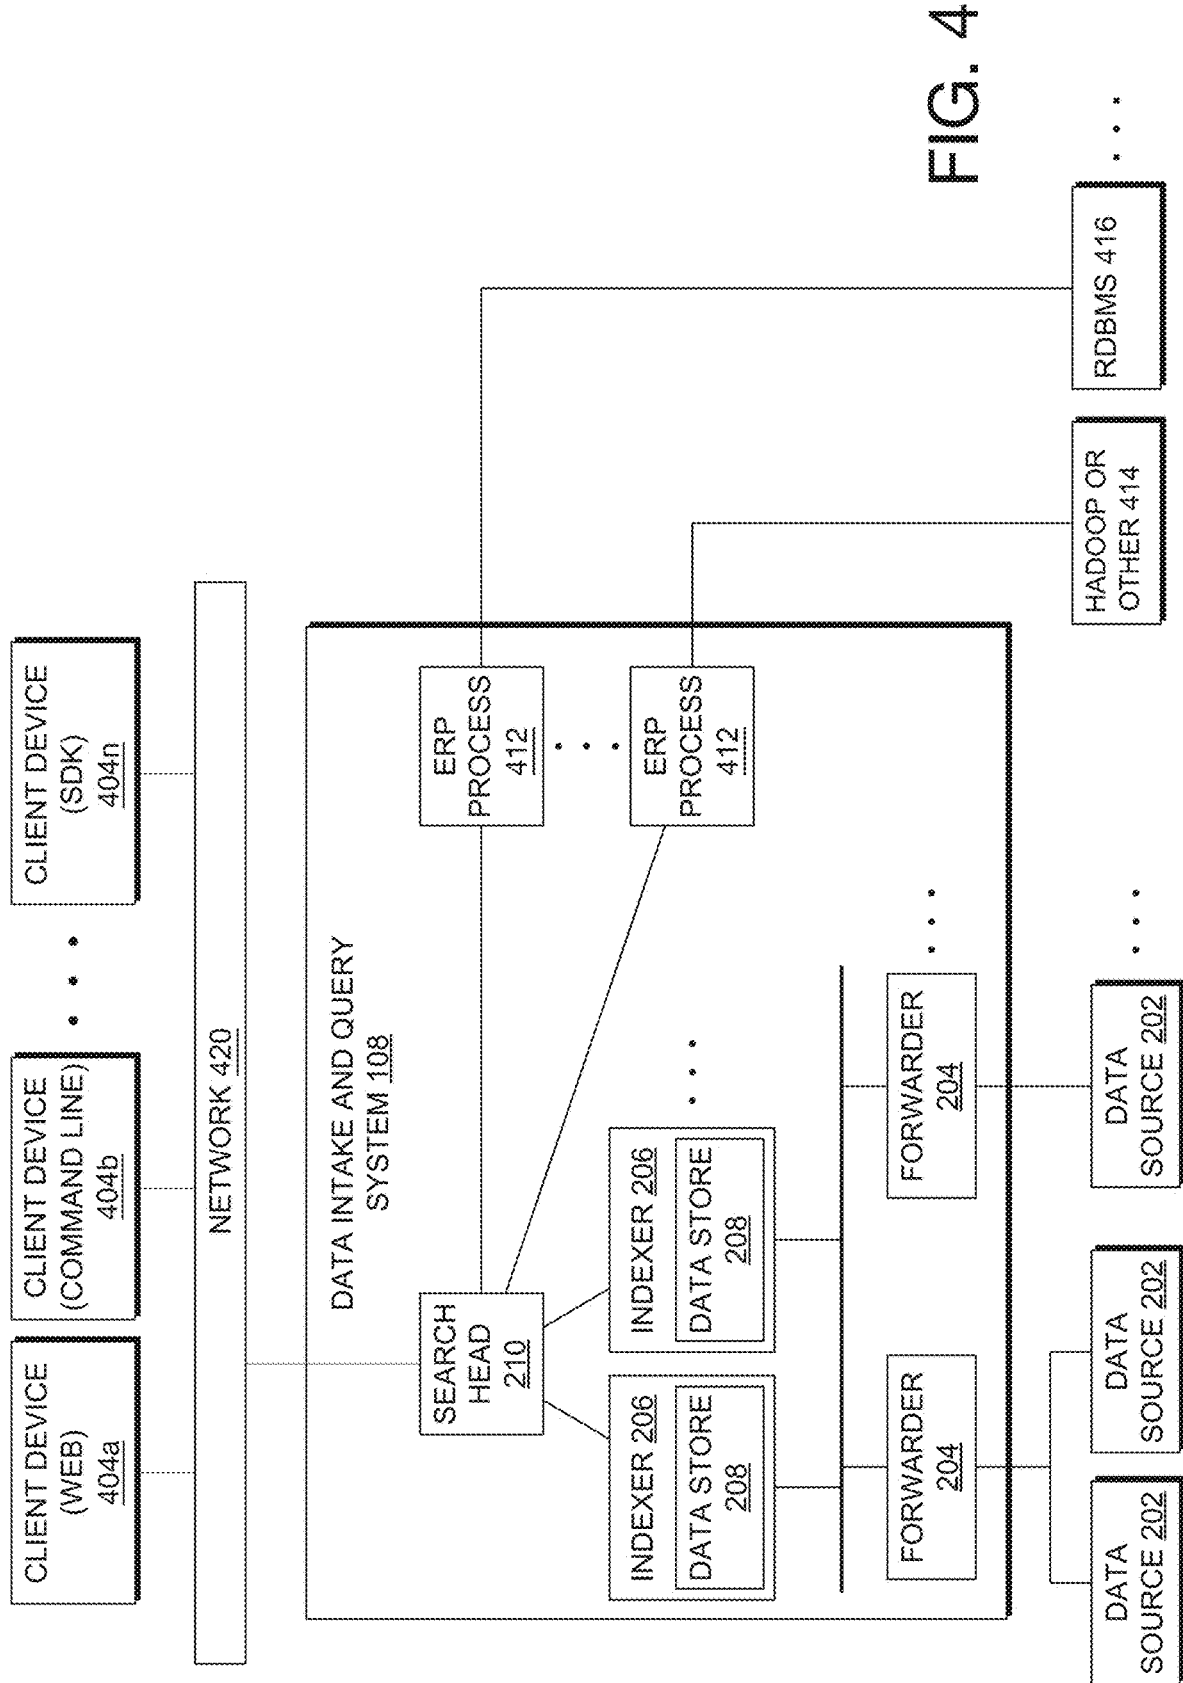 CLIENT DEVICE
(WEB)
404a
CLIENT DEVICE
(COMMAND LINE)
404b
CLIENT DEVICE
(SDK)
404n
NETWORK 420
DATA INTAKE AND QUERY
SYSTEM 108
SEARCH
HEAD
210
ERP
PROCESS
412
ERP
PROCESS
412
INDEXER 206
DATA STORE
208
INDEXER 206
DATA STORE
208
FORWARDER
204
FORWARDER
204
DATA
SOURCE 202
DATA
SOURCE 202
DATA
SOURCE 202
HADOOP OR
OTHER 414
RDBMS 416
FIG. 4